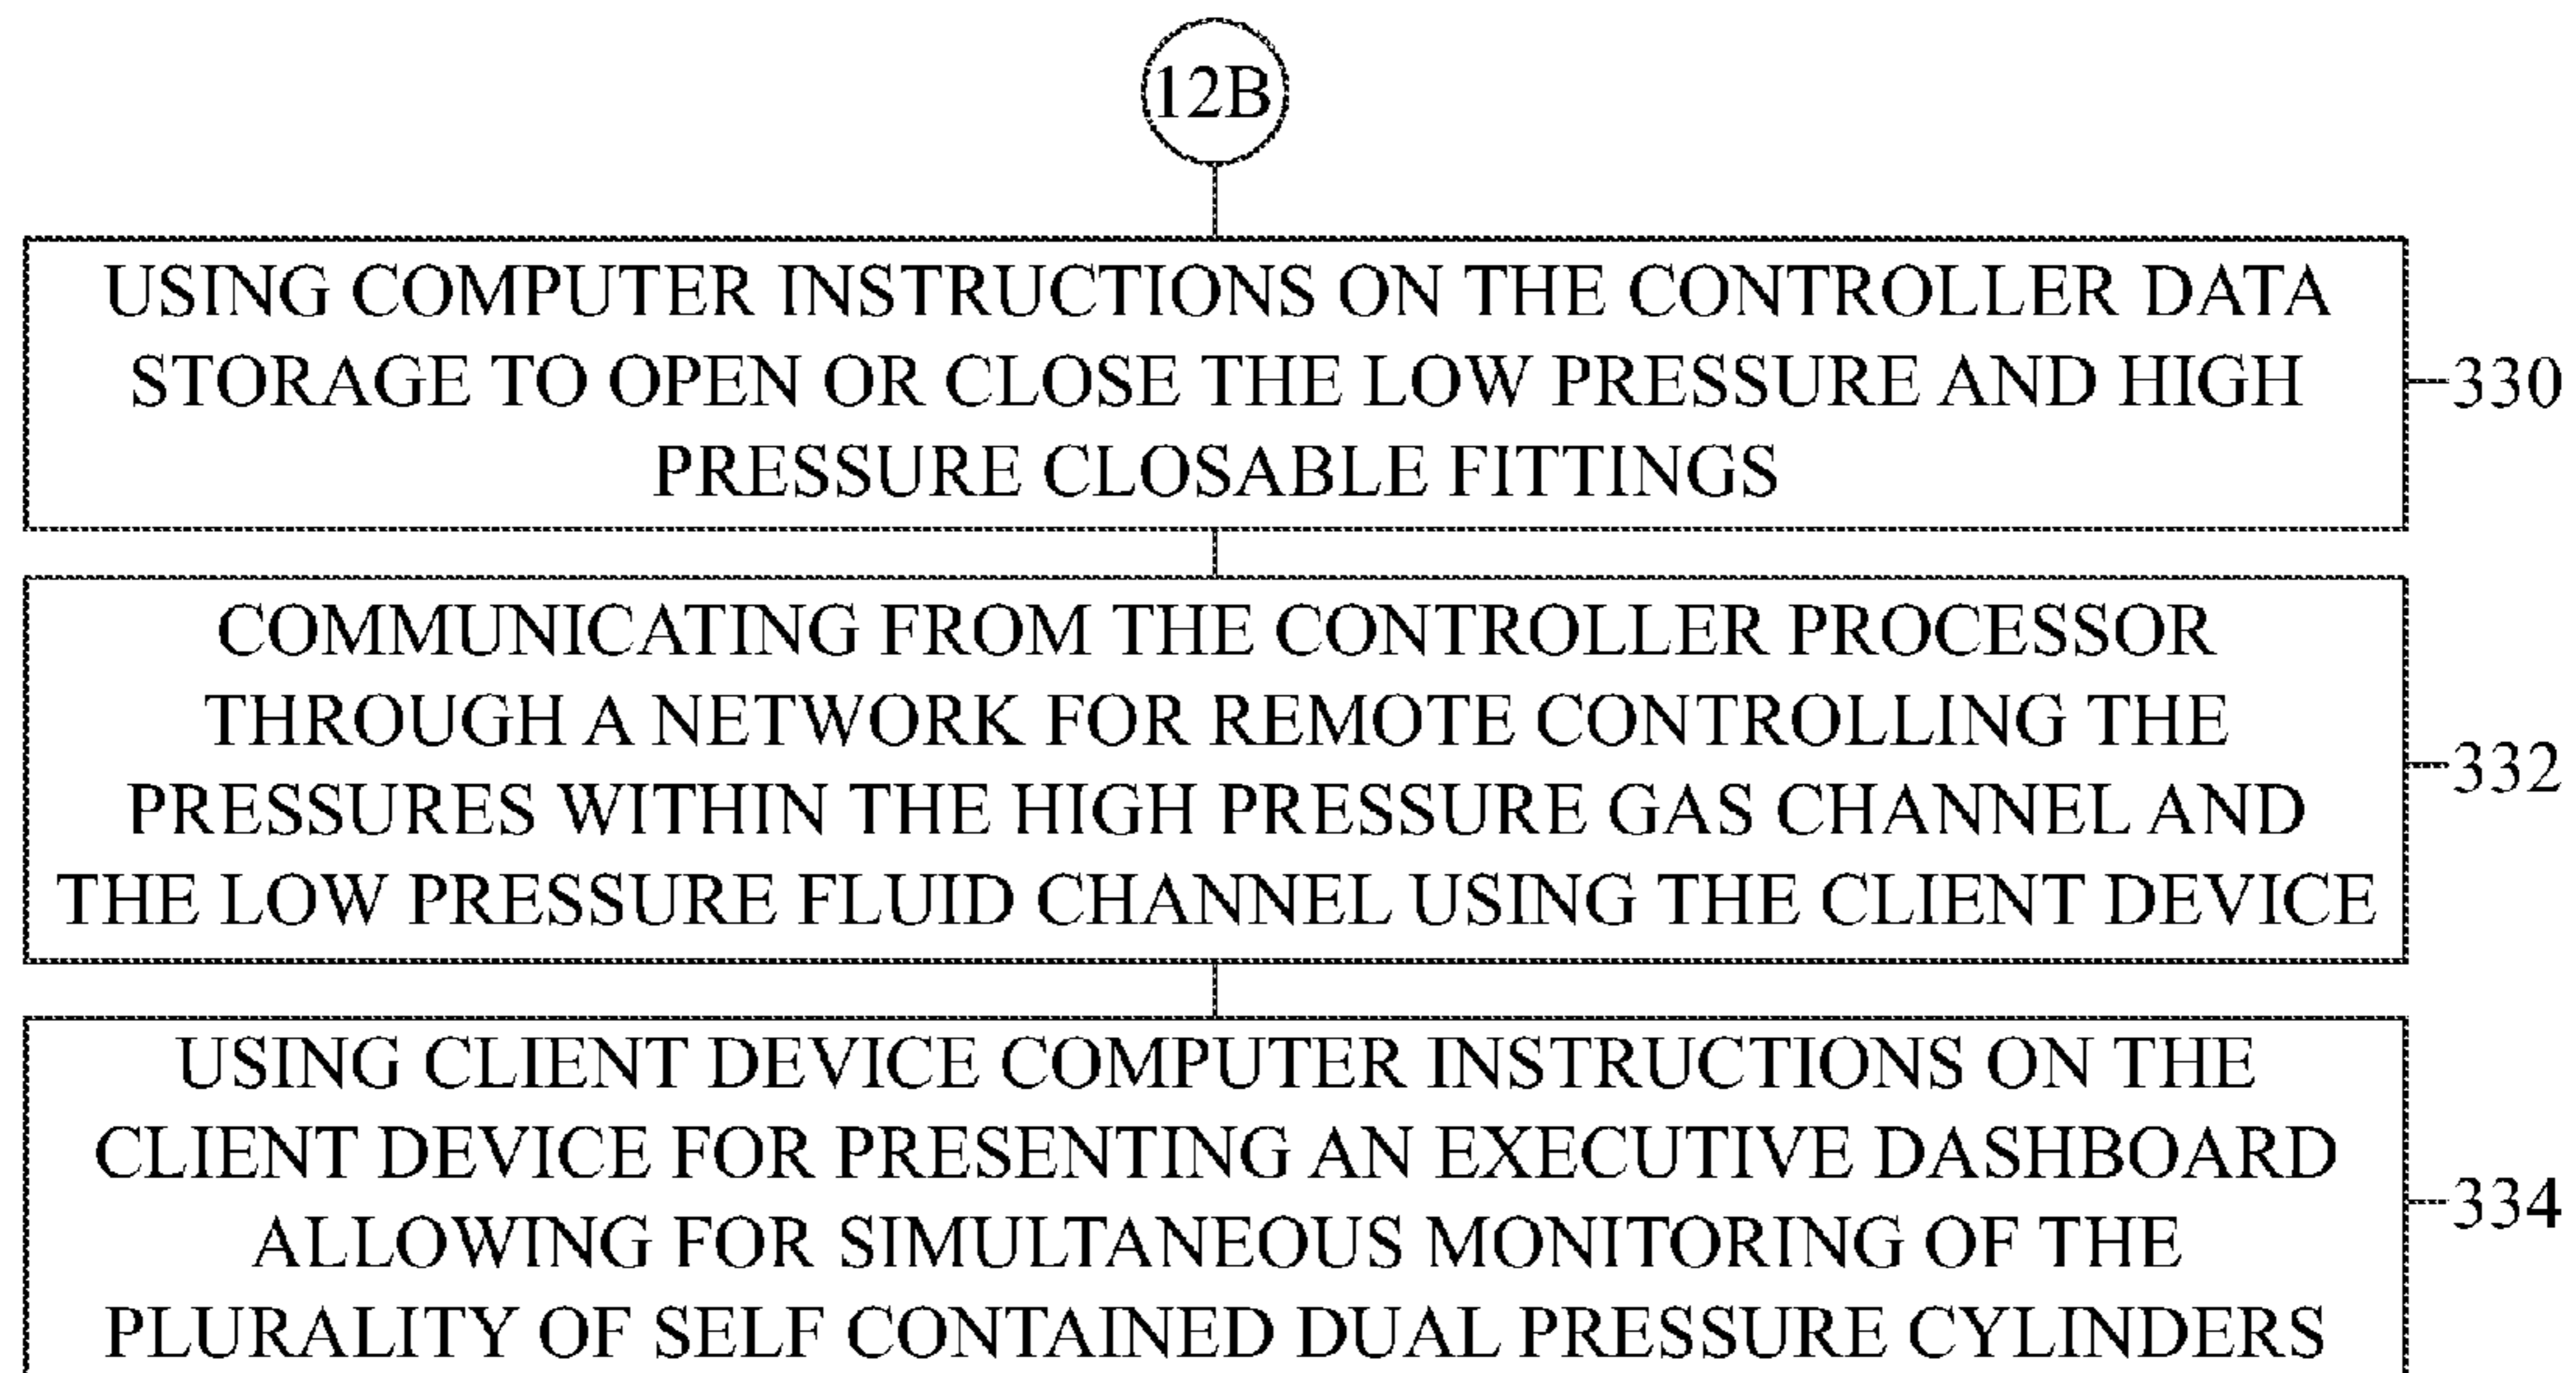 12B
USING COMPUTER INSTRUCTIONS ON THE CONTROLLER DATA
STORAGE TO OPEN OR CLOSE THE LOW PRESSURE AND HIGH
PRESSURE CLOSABLE FITTINGS
330
COMMUNICATING FROM THE CONTROLLER PROCESSOR
THROUGH A NETWORK FOR REMOTE CONTROLLING THE
PRESSURES WITHIN THE HIGH PRESSURE GAS CHANNEL AND
THE LOW PRESSURE FLUID CHANNEL USING THE CLIENT DEVICE
332
USING CLIENT DEVICE COMPUTER INSTRUCTIONS ON THE
CLIENT DEVICE FOR PRESENTING AN EXECUTIVE DASHBOARD
ALLOWING FOR SIMULTANEOUS MONITORING OF THE
PLURALITY OF SELF CONTAINED DUAL PRESSURE CYLINDERS
334